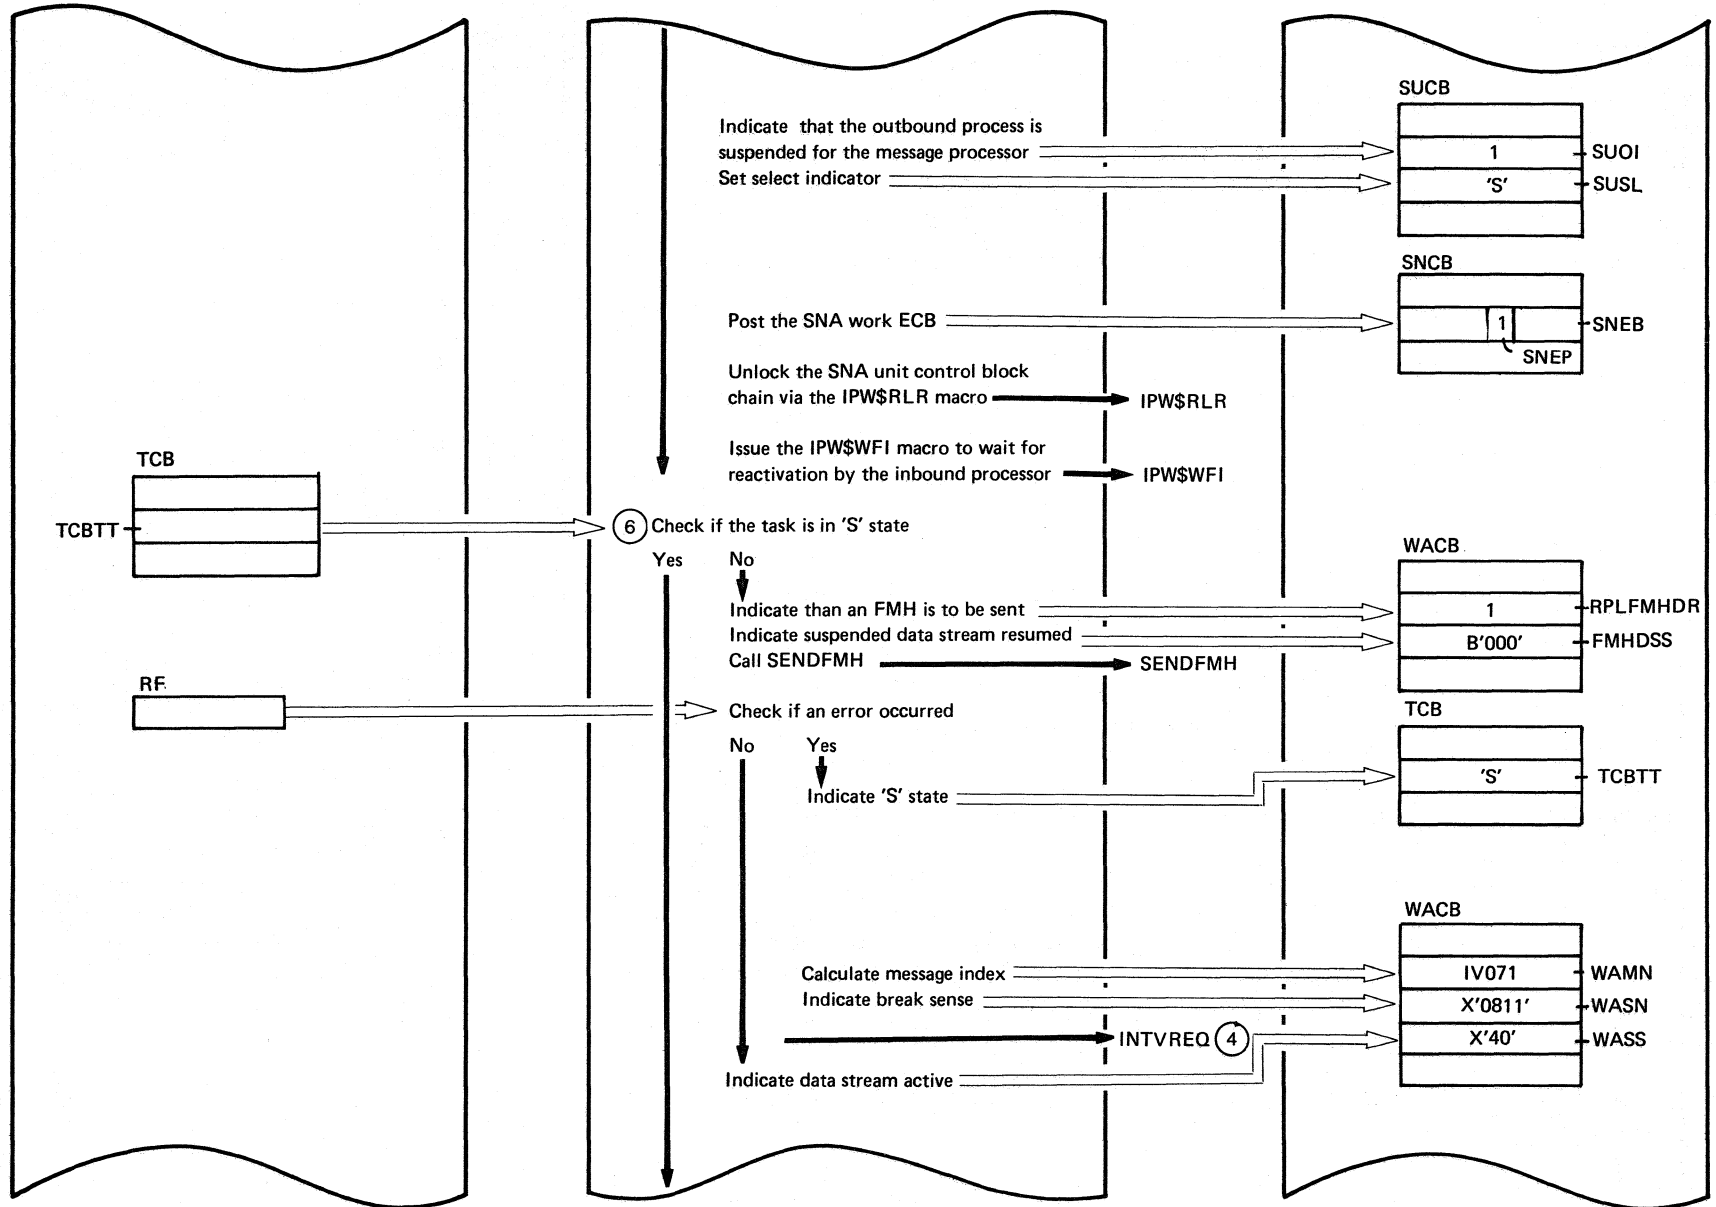 SUCB
Indicate that the outbound process is
suspended for the message processor
1
SUOI
Set select indicator
'S'
SUSL
SNCB
Post the SNA work ECB
1
SNEB
SNEP
Unlock the SNA unit control block
chain via the IPW$RLR macro
IPW$RLR
Issue the IPW$WFI macro to wait for
reactivation by the inbound processor
IPW$WFI
TCB
TCBTT
6
Check if the task is in 'S' state
Yes
No
WACB
Indicate than an FMH is to be sent
1
RPLFMHDR
Indicate suspended data stream resumed
B'000'
FMHDSS
Call SENDFMH
SENDFMH
RF
Check if an error occurred
TCB
No
Yes
Indicate 'S' state
'S'
TCBTT
WACB
Calculate message index
IV071
WAMN
Indicate break sense
X'0811'
WASN
INTVREQ
4
X'40'
WASS
Indicate data stream active